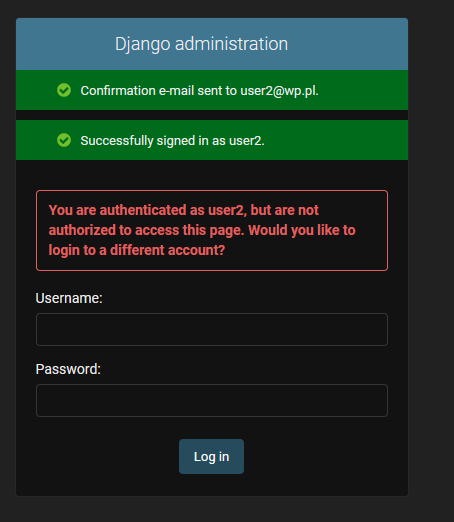 Django administration
Confirmation e-mail sent to user2@wp.pl.
Successfully signed in as user2.
You are authenticated as user2, but are not
authorized to access this page. Would you like to
login to a different account?
Username:
Password:
Log in